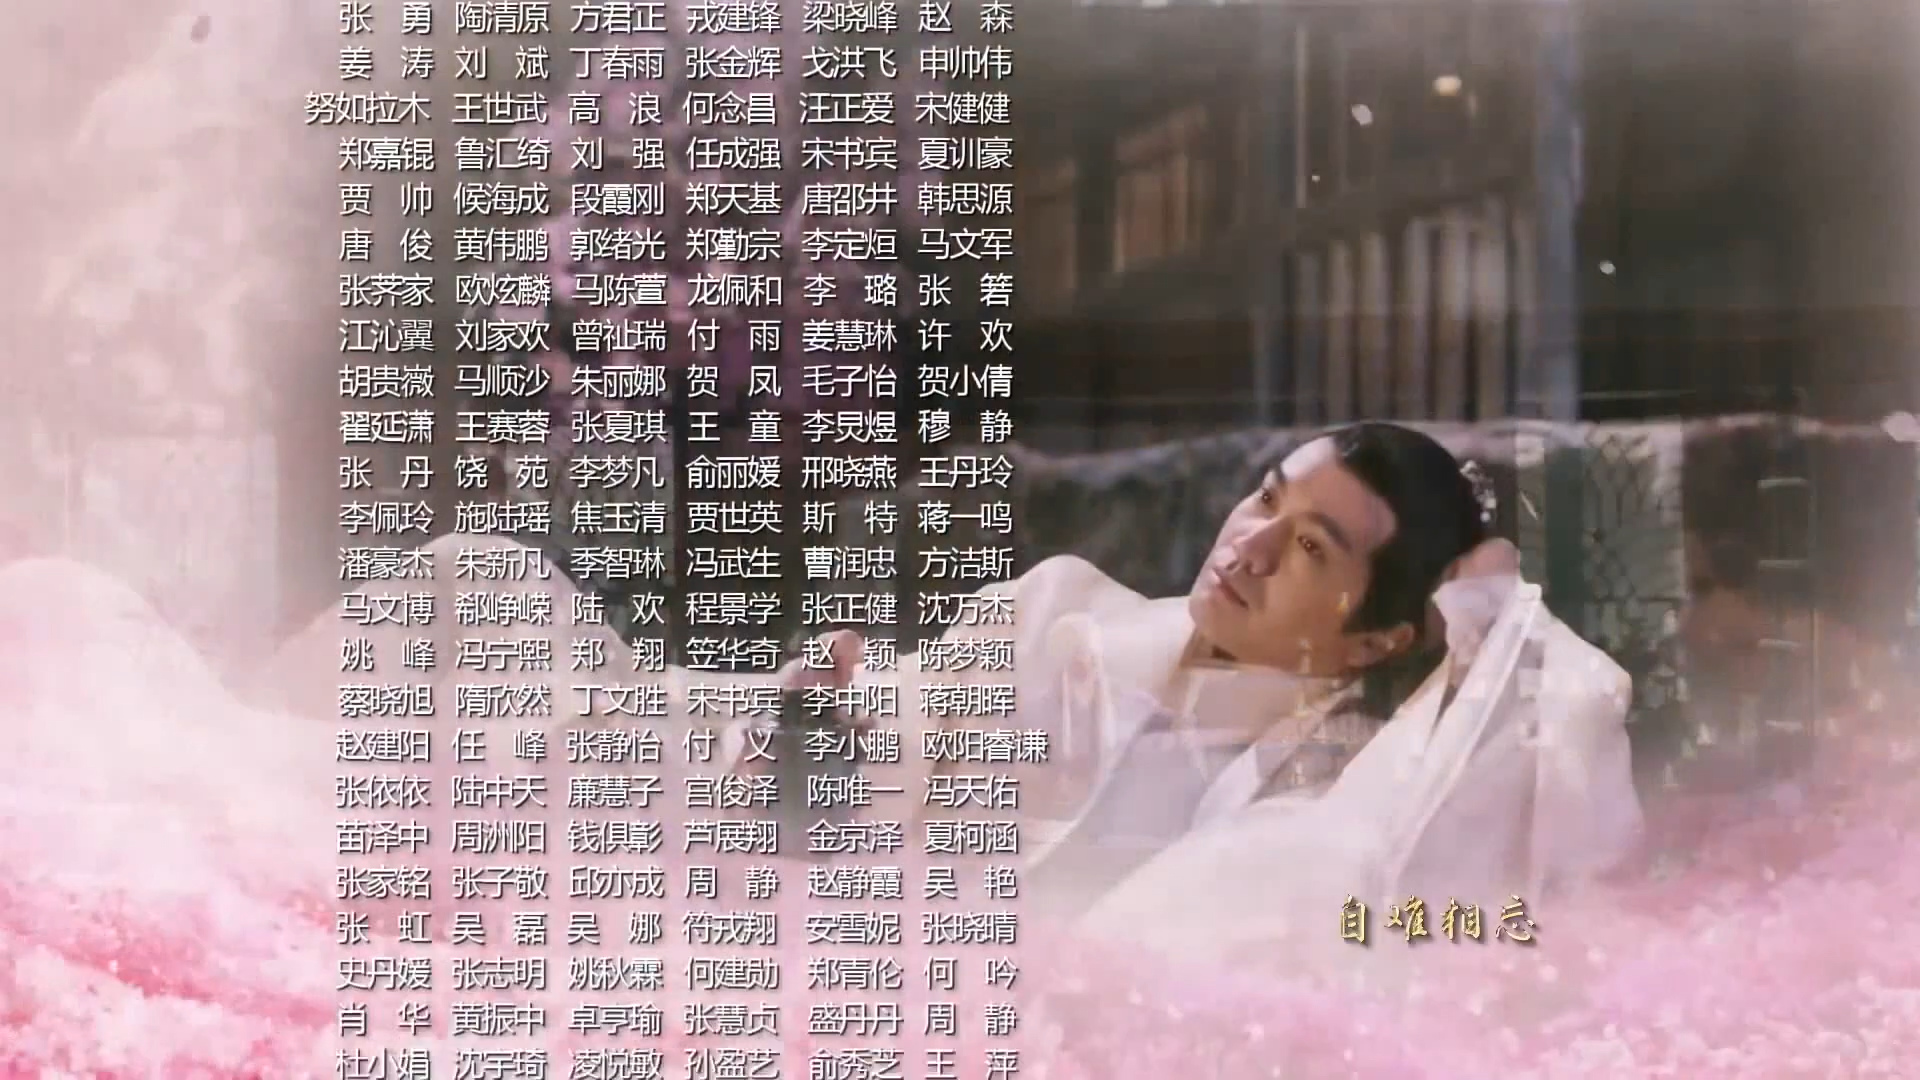 张 勇 陶清原 方君正 戎建锋 梁晓峰 赵 森
姜 涛 刘 斌 丁春雨 张金辉 戈洪飞 申帅伟
努如拉木 王世武 高 浪 何念昌 汪正爱 宋健健
郑嘉锟 鲁汇绮 刘 强 任成强 宋书宾 夏训豪
贾 帅 候海成 段霞刚 郑天基 唐邵井 韩思源
唐 俊 黄伟鹏 郭绪光 郑勤宗 李定烜 马文军
张荠家 欧炫麟 马陈萱 龙佩和 李 璐 张 箬
江沁翼 刘家欢 曾祉瑞 付 雨 姜慧琳 许 欢
胡贵薇 马顺沙 朱丽娜 贺 凤 毛子怡 贺小倩
翟延潇 王赛蓉 张夏琪 王 童 李炅煜 穆 静
张 丹 饶 苑 李梦凡 俞丽媛 邢晓燕 王丹玲
李佩玲 施陆瑶 焦玉清 贾世英 斯 特 蒋一鸣
潘豪杰 朱新凡 季智琳 冯武生 曹润忠 方洁斯
马文博 郗峥嵘 陆 欢 程景学 张正健 沈万杰
姚 峰 冯宁熙 郑 翔 笠华奇 赵 颖 陈梦颖
蔡晓旭 隋欣然 丁文胜 宋书宾 李中阳 蒋朝晖
赵建阳 任 峰 张静怡 付 义 李小鹏 欧阳睿谦
张依依 陆中天 廉慧子 宫俊泽 陈唯一 冯天佑
苗泽中 周洲阳 钱俱彰 芦展翔 金京泽 夏柯涵
张家铭 张子敬 邱亦成 周 静 赵静霞 吴 艳
张 虹 吴 磊 吴 娜 符戎翔 安雪妮 张晓晴
自难相忘
史丹媛 张志明 姚秋霖 何建勋 郑青伦 何 吟
肖 华 黄振中 卓亨瑜 张慧贞 盛丹丹 周 静
杜小娟 沈宇琦 凌悦敏 孙盈艺 俞秀芝 王 萍